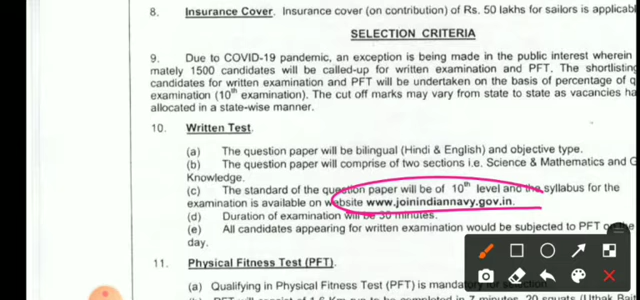 8. Insurance Cover. Insurance cover (on contribution) of Rs. 50 lakhs for sailors is
SELECTION CRITERIA
9. Due to COVID-19 pandemic, an exception is being made in the public interest wherein
mately 1500 candidates will be called-up for written examination and PFT. The shortlisting
candidates for written examination and PFT will be undertaken on the basis of percentage of
examination (10th examination). The cut off marks may vary from state to state as vacancies
allocated in a state-wise manner.
10. Written Test.
(a) The question paper will be bilingual (Hindi & English) and objective type.
(b) The question paper will comprise of two sections i.e. Science & Mathematics and
Knowledge.
(c) The standard of the question paper will be of 10th level and the syllabus for the
examination is available on website www.joinindiannavy.gov.in.
(d) Duration of examination will be 30 minutes.
(e) All candidates appearing for written examination would be subjected to PFT on the
day.
11. Physical Fitness Test (PFT).
(a) Qualifying in Physical Fitness Test (PFT) is mandatory for selection